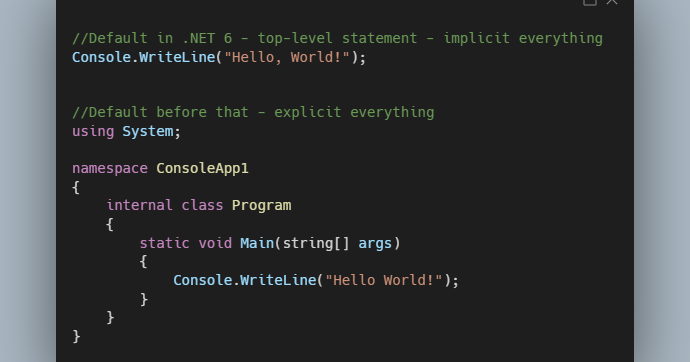 //Default in .NET 6 - top-level statement - implicit everything
Console.WriteLine("Hello, World!");
//Default before that - explicit everything
using System;
namespace ConsoleApp1
{
internal class Program
{
static void Main(string[] args)
{
Console.WriteLine("Hello World!");
}
}
}